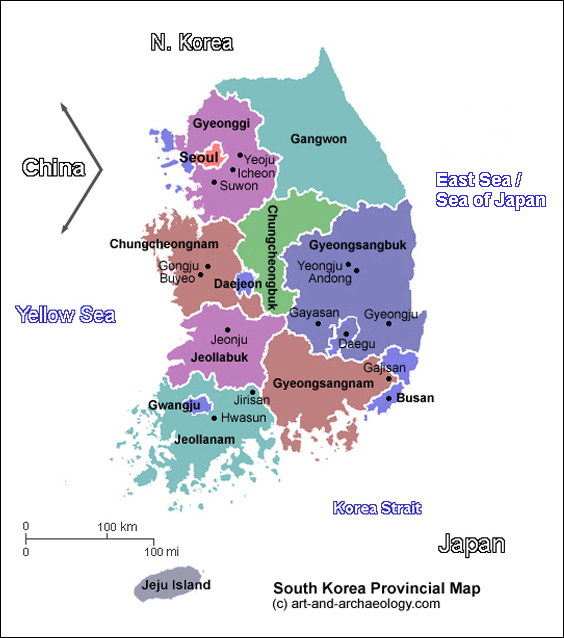 N. Korea
Gyeonggi
Gangwon
China
Seoul
Yeoju
Icheon
Suwon
East Sea /
Sea of Japan
Chungcheongnam
Chungcheongbuk
Gyeongsangbuk
Gongju
Buyeo
Daejeon
Yeongju
Andong
Yellow Sea
Gayasan
Gyeongju
Jeonju
Daegu
Jeollabuk
Gajisan
Gyeongsangnam
Jirisan
Busan
Gwangju
Hwasun
Jeollanam
Korea Strait
0 100 km
0 100 mi
Japan
Jeju Island
South Korea Provincial Map
(c) art-and-archaeology.com